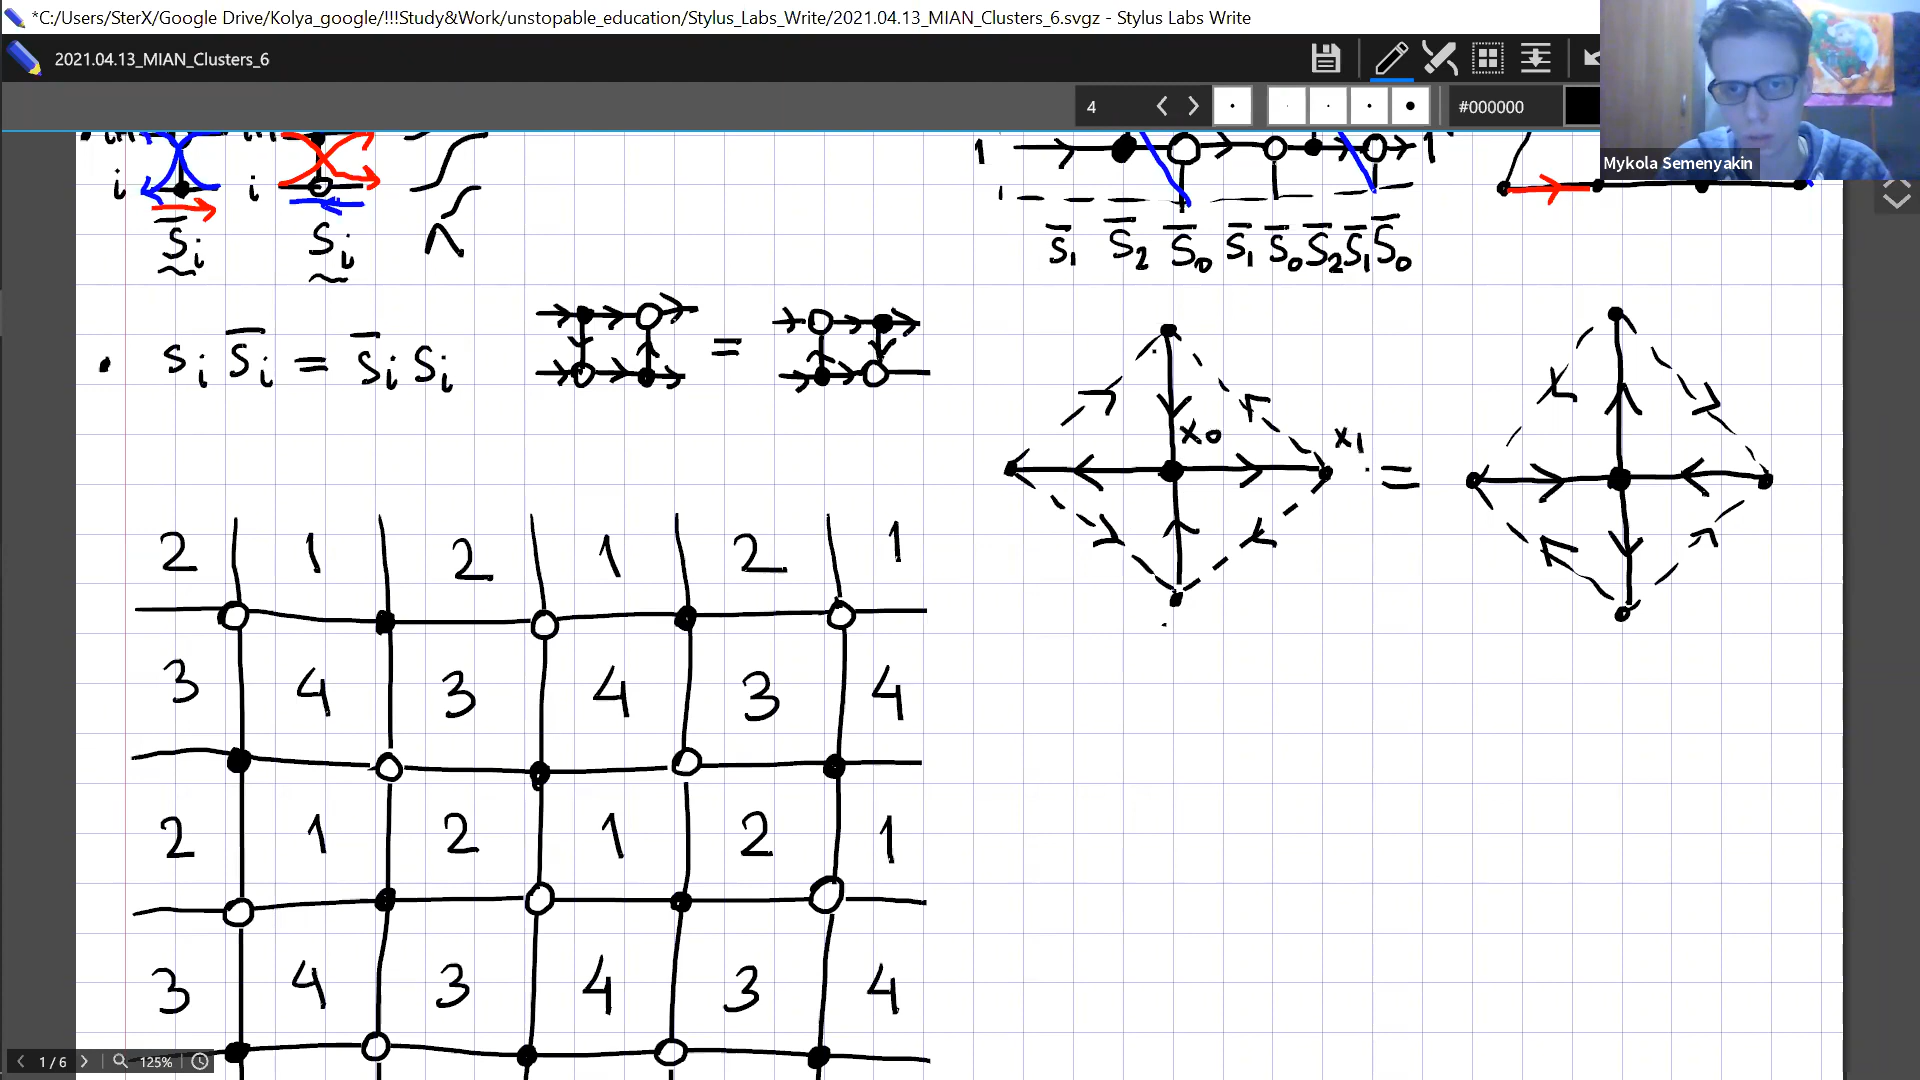 *C:/Users/SterX/Google Drive/Kolya_google/!!!Study&Work/unstopable_education/Stylus_Labs_Write/2021.04.13_MIAN_Clusters_6.svgz - Stylus Labs Write
2021.04.13_MIAN_Clusters_6
4
#000000
Mykola Semenyakin
i i
1 1
s̅ᵢ sᵢ Λ
s̅₁ s̅₂ s̅₀ s̅₁ s̅₀ s̅₂ s̅₁ s̅₀
• sᵢ s̅ᵢ = s̅ᵢ sᵢ
=
x₀ x₁ =
2 1 2 1 2 1
3 4 3 4 3 4
2 1 2 1 2 1
3 4 3 4 3 4
1 / 6 125%